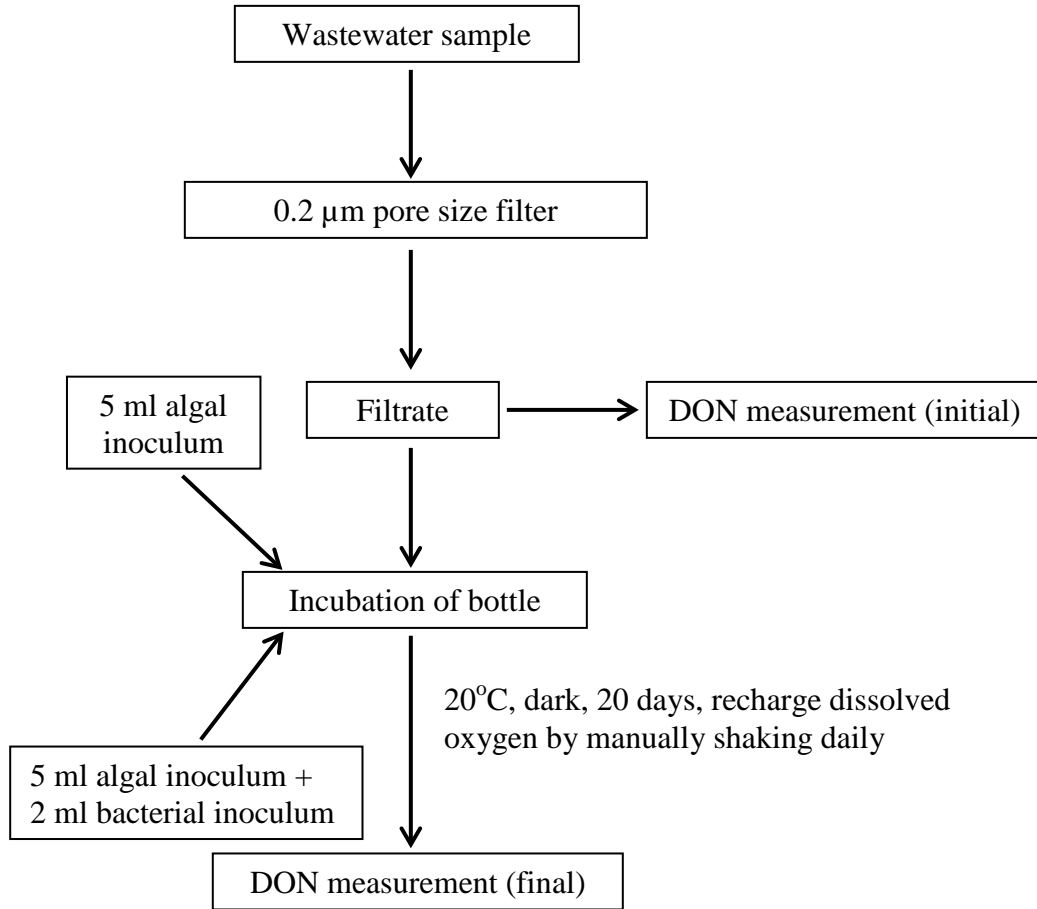 Wastewater sample
0.2 µm pore size filter
5 ml algal
inoculum
Filtrate
DON measurement (initial)
Incubation of bottle
20°C, dark, 20 days, recharge dissolved
oxygen by manually shaking daily
5 ml algal inoculum +
2 ml bacterial inoculum
DON measurement (final)